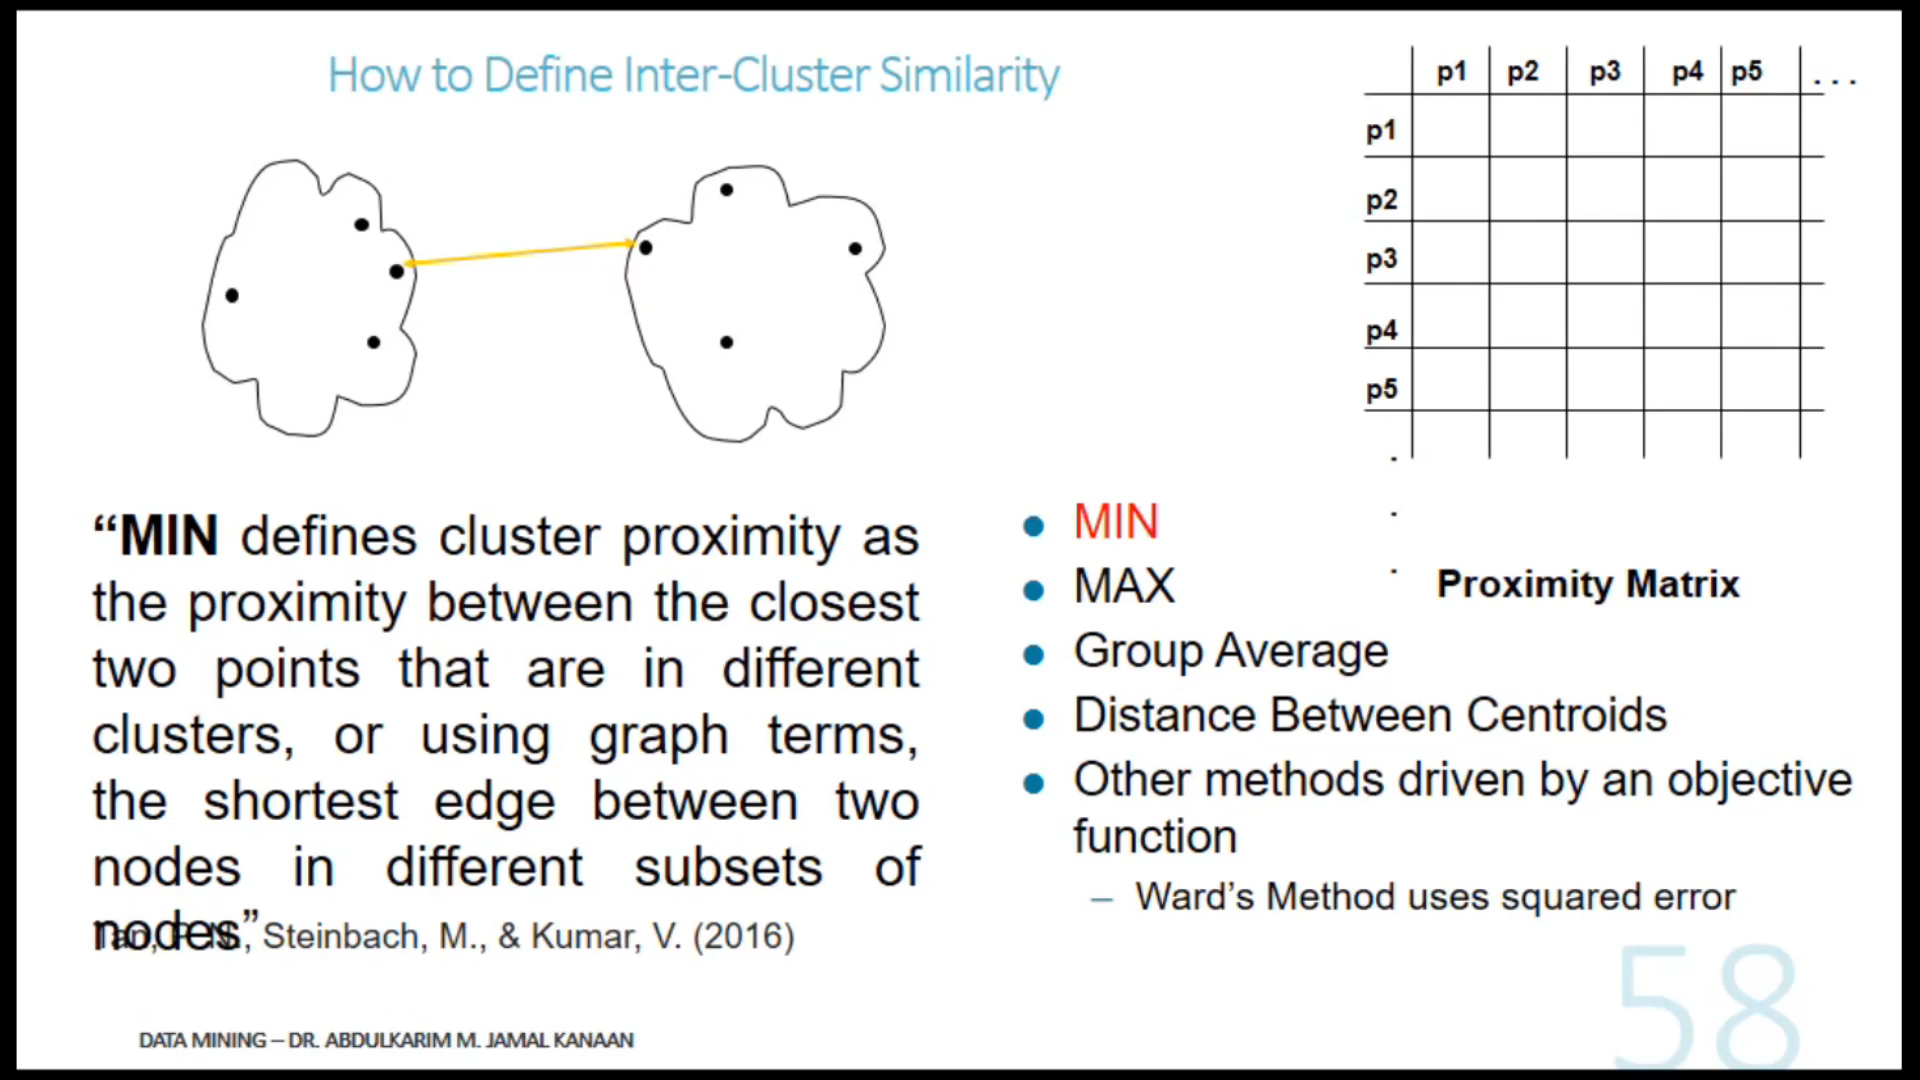 How to Define Inter-Cluster Similarity
p1 p2 p3 p4 p5 . . .
p1
p2
p3
p4
p5
.
.
.
Proximity Matrix
“MIN defines cluster proximity as
the proximity between the closest
two points that are in different
clusters, or using graph terms,
the shortest edge between two
nodes in different subsets of
nodes”
Tan, P. N., Steinbach, M., & Kumar, V. (2016)
MIN
MAX
Group Average
Distance Between Centroids
Other methods driven by an objective
function
– Ward’s Method uses squared error
DATA MINING – DR. ABDULKARIM M. JAMAL KANAAN
58